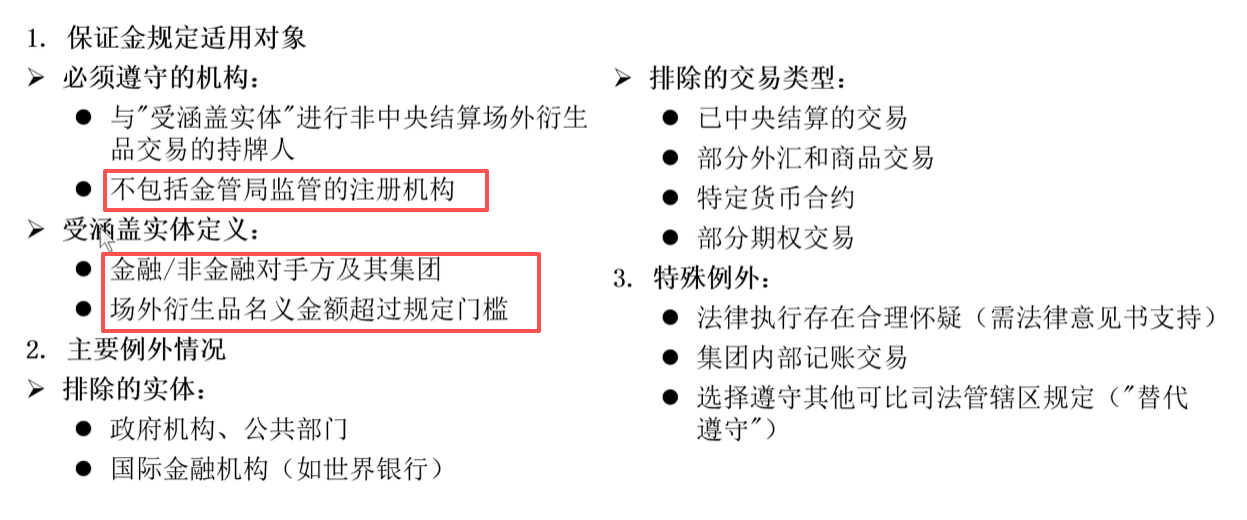 1. 保证金规定适用对象
➢ 必须遵守的机构：
● 与"受涵盖实体"进行非中央结算场外衍生
品交易的持牌人
● 不包括金管局监管的注册机构
➢ 受涵盖实体定义：
● 金融/非金融对手方及其集团
● 场外衍生品名义金额超过规定门槛
2. 主要例外情况
➢ 排除的实体：
● 政府机构、公共部门
● 国际金融机构（如世界银行）
➢ 排除的交易类型：
● 已中央结算的交易
● 部分外汇和商品交易
● 特定货币合约
● 部分期权交易
3. 特殊例外：
● 法律执行存在合理怀疑（需法律意见书支持）
● 集团内部记账交易
● 选择遵守其他可比司法管辖区规定（"替代
遵守"）